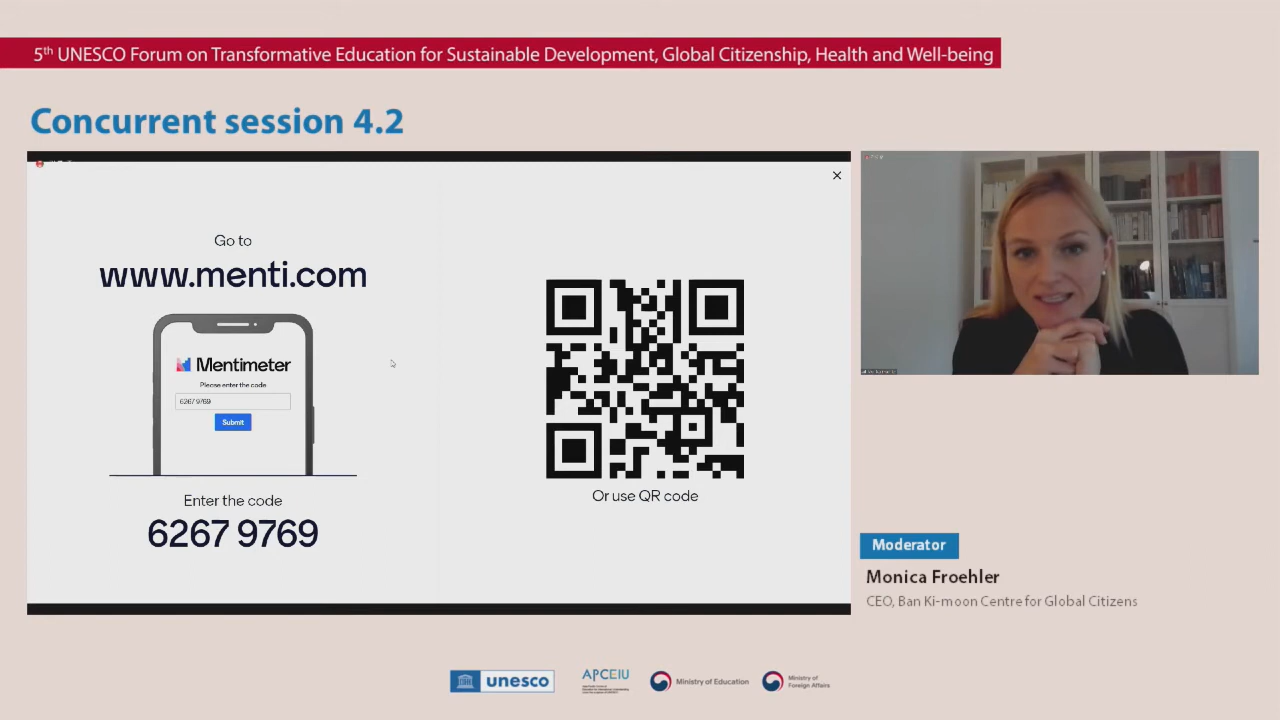 5th UNESCO Forum on Transformative Education for Sustainable Development, Global Citizenship, Health and Well-being
Concurrent session 4.2
Go to
www.menti.com
Mentimeter
Please enter the code
6267 9769
Submit
Enter the code
6267 9769
Or use QR code
Moderator
Monica Froehler
CEO, Ban Ki-moon Centre for Global Citizens
unesco
APCEIU
Ministry of Education
Ministry of
Foreign Affairs